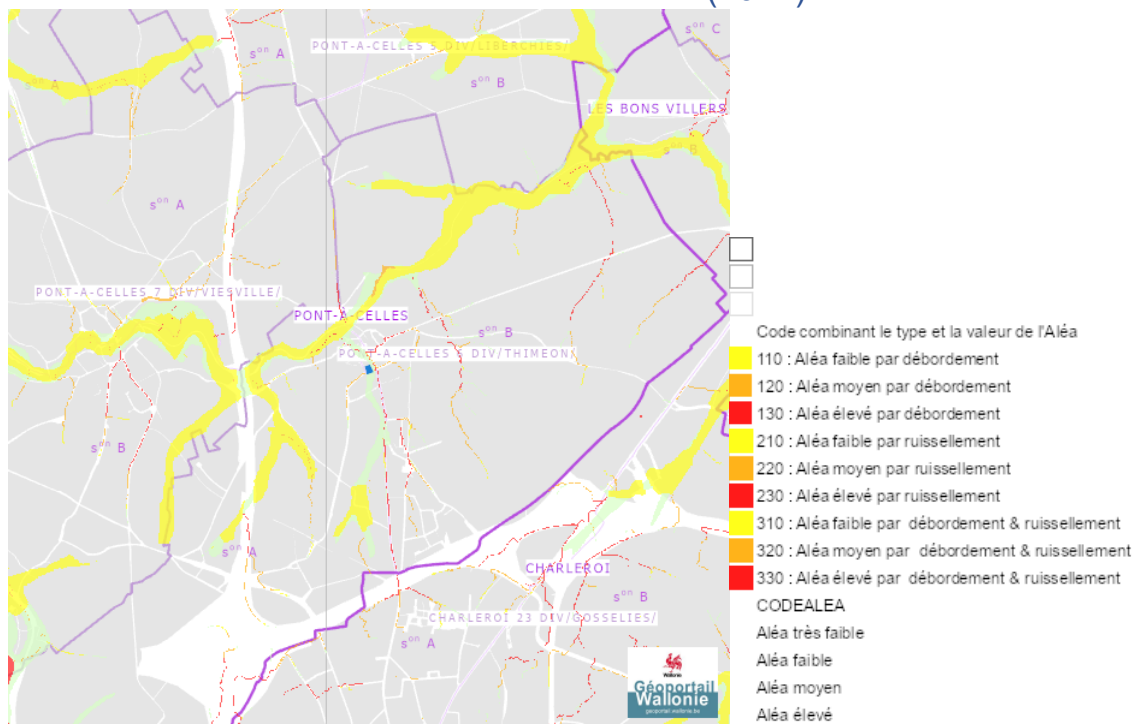 PONT-A-CELLES 5 DIV/LIBERCHIES/
sᵒⁿ C
sᵒⁿ A
sᵒⁿ A
sᵒⁿ B
LES BONS VILLERS
sᵒⁿ B
sᵒⁿ A
PONT-A-CELLES 7 DIV/VIESVILLE/
PONT-À-CELLES
sᵒⁿ B
DIV/THIMEON/
sᵒⁿ B
sᵒⁿ A
CHARLEROI
sᵒⁿ B
CHARLEROI 23 DIV/GOSSELIES/
sᵒⁿ A
Wallonie
Géoportail
Wallonie
geoportail.wallonie.be
Code combinant le type et la valeur de l'Aléa
110 : Aléa faible par débordement
120 : Aléa moyen par débordement
130 : Aléa élevé par débordement
210 : Aléa faible par ruissellement
220 : Aléa moyen par ruissellement
230 : Aléa élevé par ruissellement
310 : Aléa faible par débordement & ruissellement
320 : Aléa moyen par débordement & ruissellement
330 : Aléa élevé par débordement & ruissellement
CODEALEA
Aléa très faible
Aléa faible
Aléa moyen
Aléa élevé